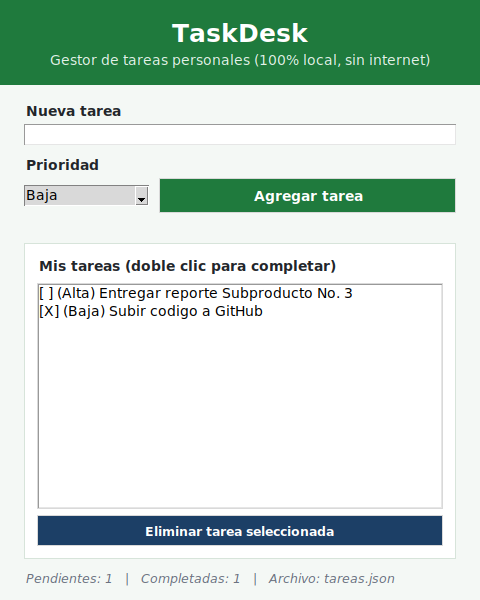 TaskDesk
Gestor de tareas personales (100% local, sin internet)
Nueva tarea
Prioridad
Baja
Agregar tarea
Mis tareas (doble clic para completar)
[ ] (Alta) Entregar reporte Subproducto No. 3
[X] (Baja) Subir codigo a GitHub
Eliminar tarea seleccionada
Pendientes: 1 | Completadas: 1 | Archivo: tareas.json